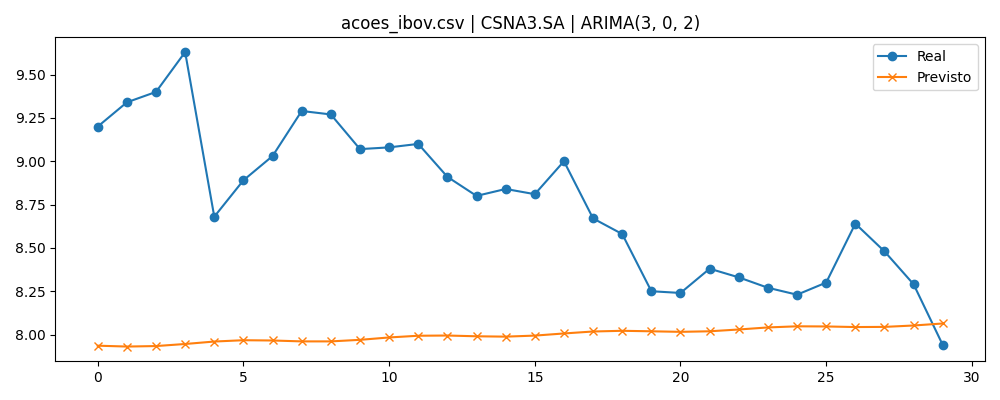 acoes_ibov.csv | CSNA3.SA | ARIMA(3, 0, 2)
Real
Previsto
9.50
9.25
9.00
8.75
8.50
8.25
8.00
0 5 10 15 20 25 30